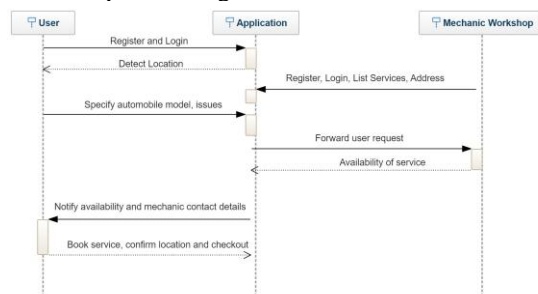 User
Application
Mechanic Workshop
Register and Login
Detect Location
Register, Login, List Services, Address
Specify automobile model, issues
Forward user request
Availability of service
Notify availability and mechanic contact details
Book service, confirm location and checkout